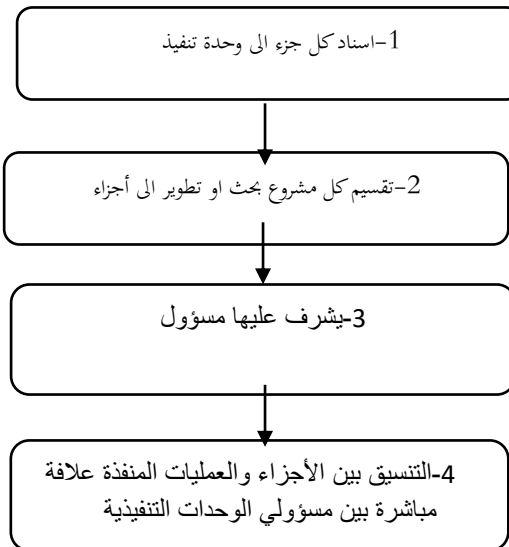 1-اسناد كل جزء الى وحدة تنفيذ
2-تقسيم كل مشروع بحث او تطوير الى أجزاء
3-يشرف عليها مسؤول
4-التنسيق بين الأجزاء والعمليات المنفذة علافة
مباشرة بين مسؤولي الوحدات التنفيذية